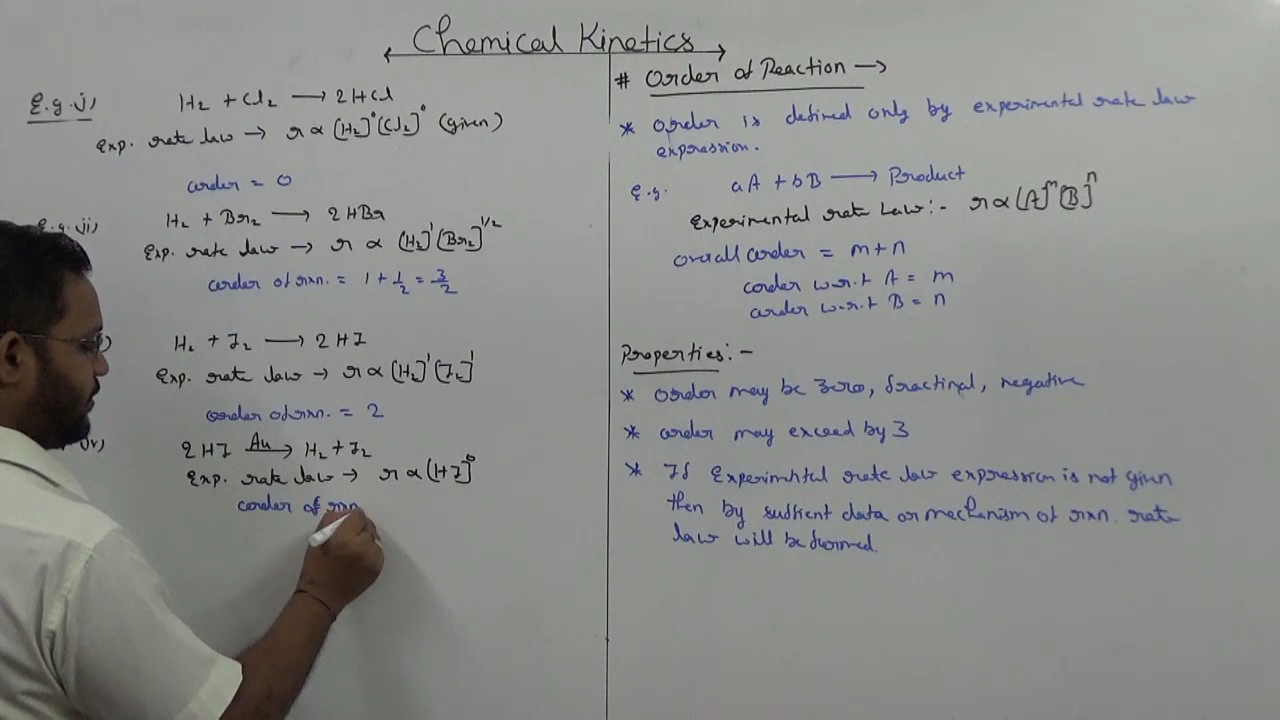 Chemical Kinetics
E.g. i)
H₂ + Cl₂ → 2HCl
Exp. rate law → r ∝ [H₂]⁰[Cl₂]⁰ (given)
order = 0
E.g. ii)
H₂ + Br₂ → 2HBr
Exp. rate law → r ∝ [H₂]¹[Br₂]^1/2
order of rxn. = 1 + 1/2 = 3/2
H₂ + I₂ → 2HI
Exp. rate law → r ∝ [H₂]¹[I₂]¹
order of rxn. = 2
iv)
2HI Au→ H₂ + I₂
Exp. rate law → r ∝ [HI]⁰
order of rxn
# Order of Reaction →
* Order is defined only by experimental rate law
expression.
E.g. aA + bB → Product
Experimental rate Law:- r ∝ [A]^m [B]^n
overall order = m+n
order w.r.t A = m
order w.r.t B = n
Properties:-
* Order may be zero, fractinal, negative
* order may exceed by 3
* If Experimental rate law expression is not given
then by sufficent data or mechanism of rxn. rate
law will be formed.